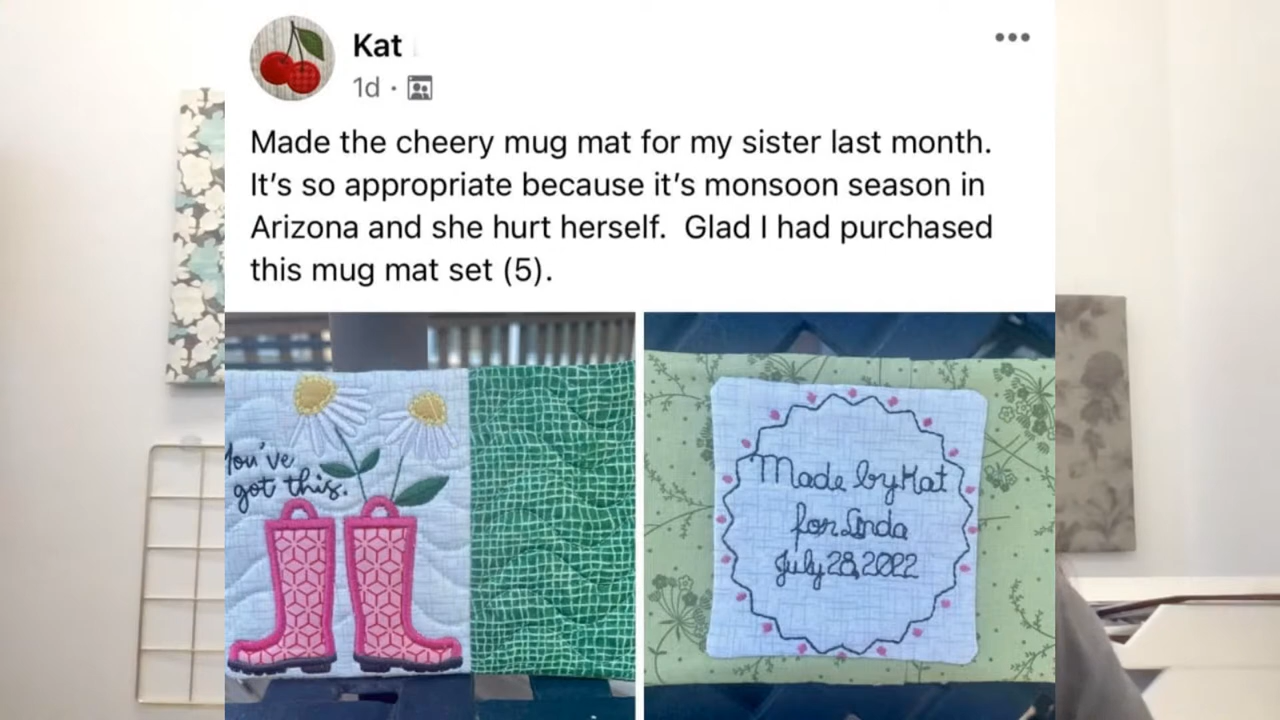 Kat
1d ·
Made the cheery mug mat for my sister last month.
It's so appropriate because it's monsoon season in
Arizona and she hurt herself.  Glad I had purchased
this mug mat set (5).
You've
got this.
Made by Kat
for Linda
July 28, 2022